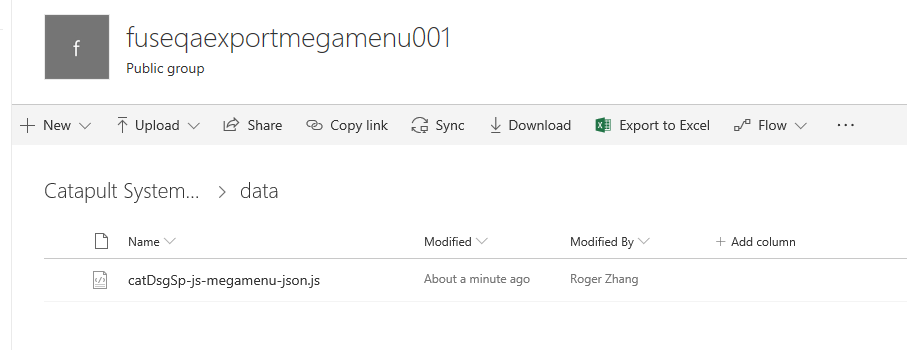 f
fuseqaexportmegamenu001
Public group
New Upload Share Copy link Sync Download Export to Excel Flow ...
Catapult System... > data
Name Modified Modified By + Add column
catDsgSp-js-megamenu-json.js About a minute ago Roger Zhang